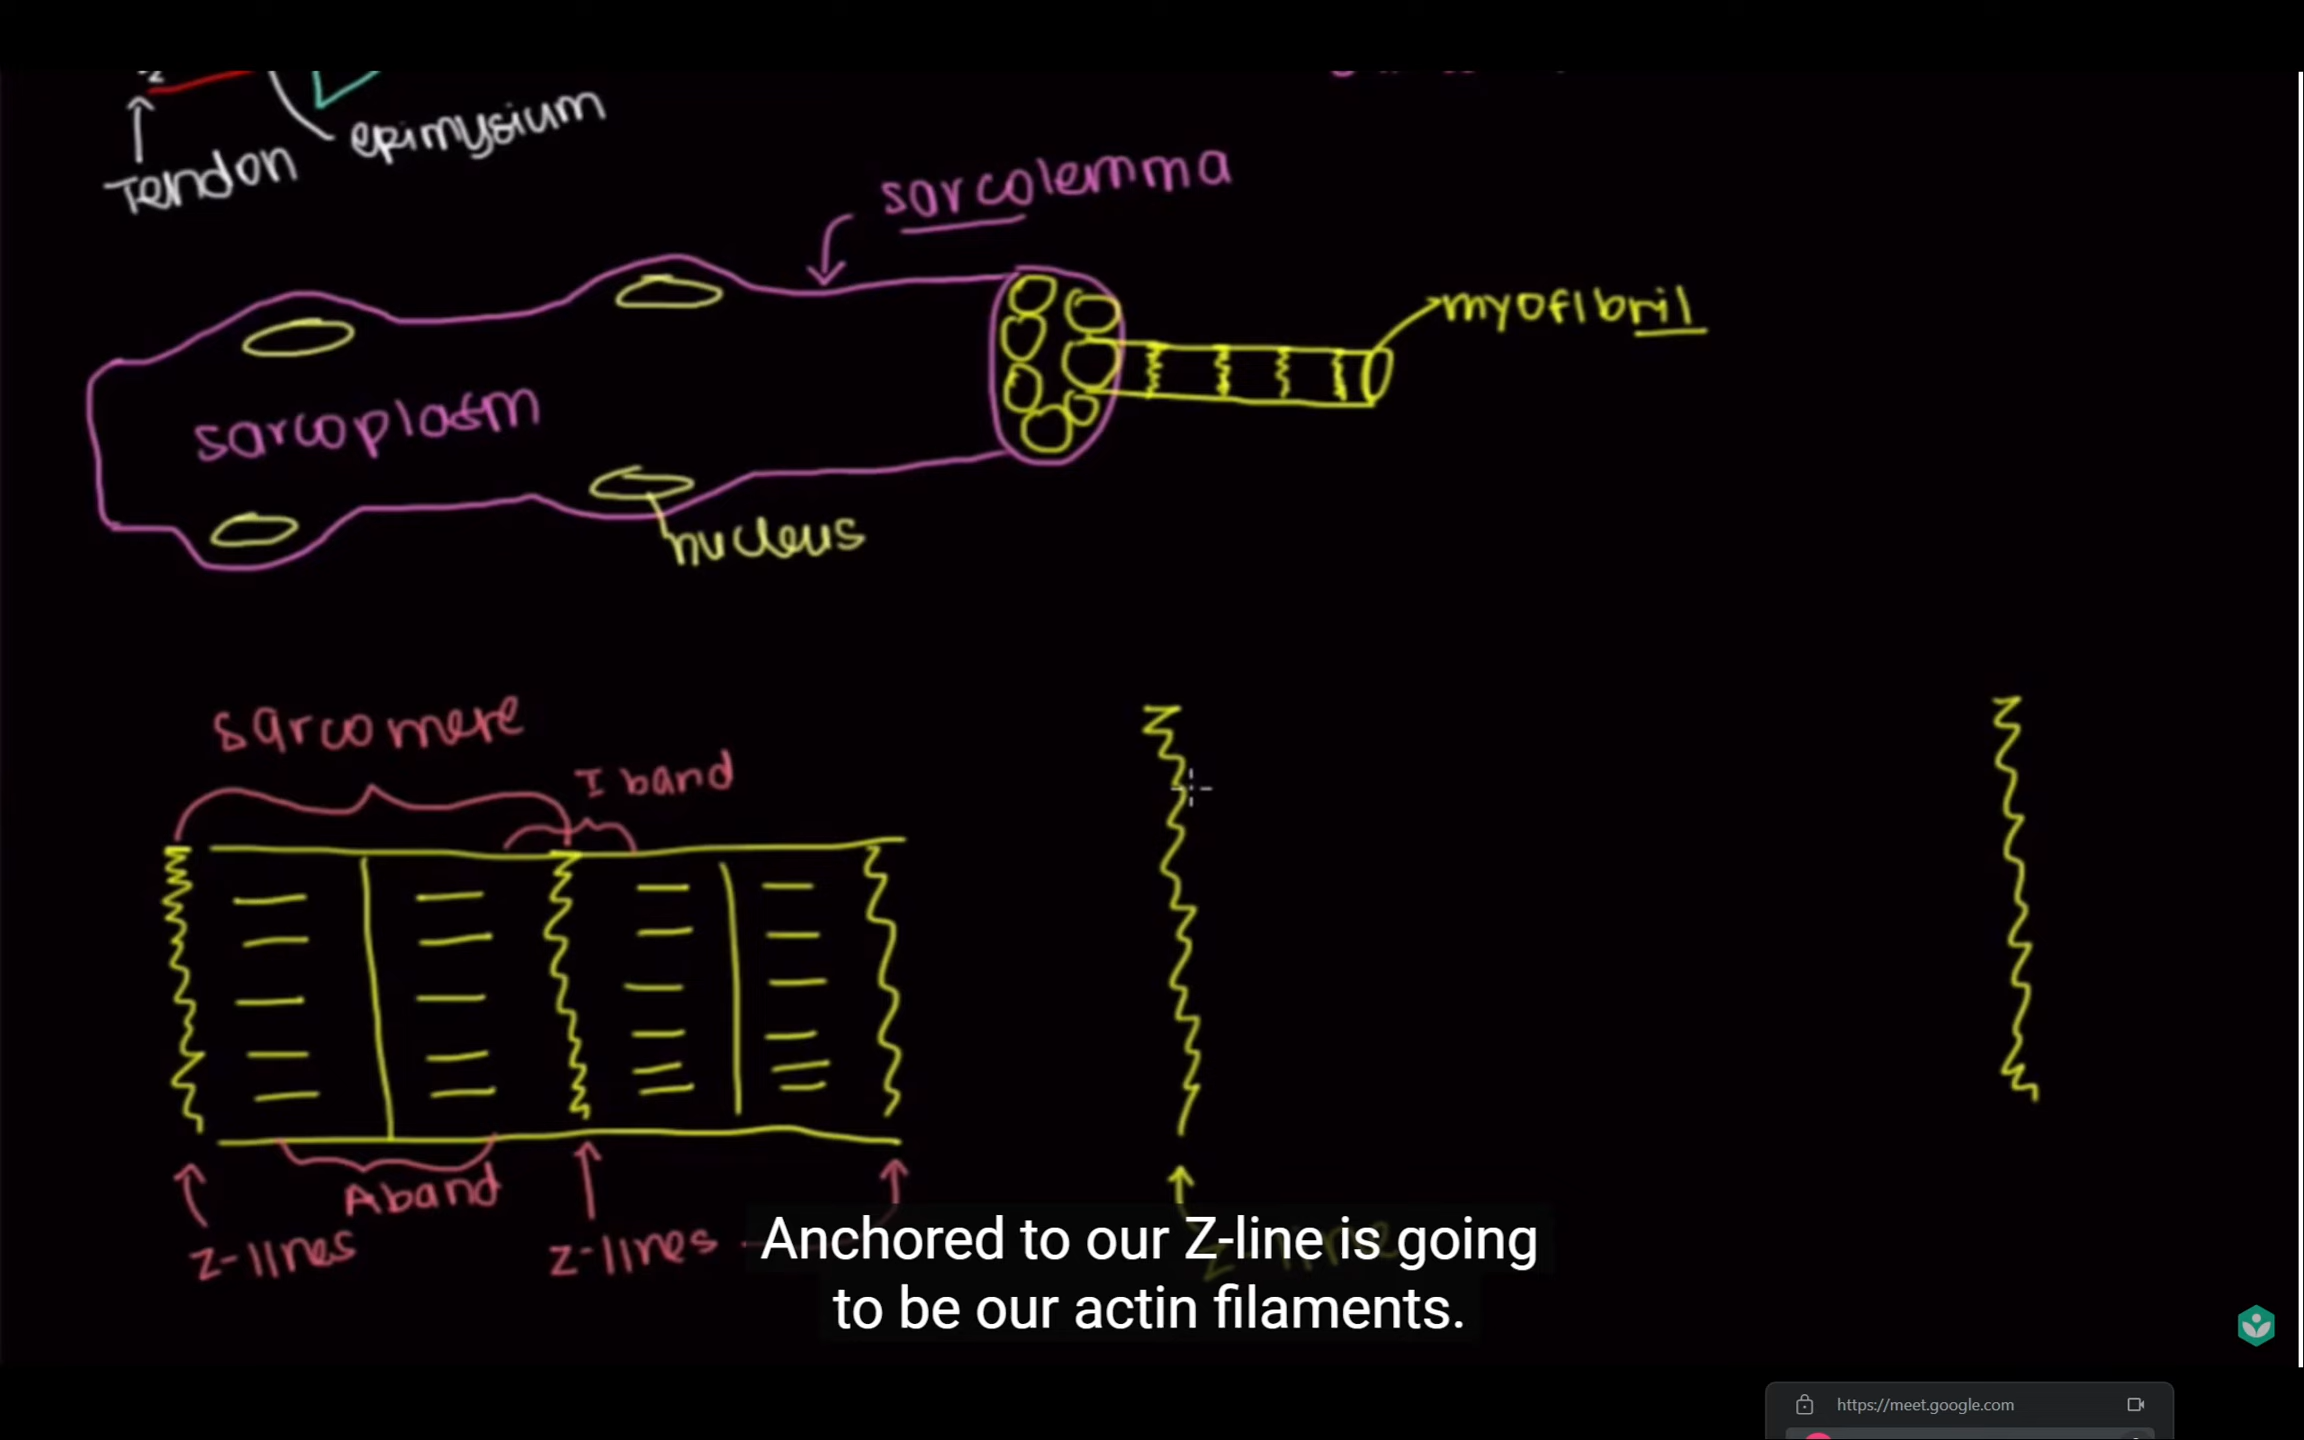 Tendon
epimysium
sarcolemma
myofibril
sarcoplasm
nucleus
sarcomere
I band
A band
z-lines
z-lines
Anchored to our Z-line is going
to be our actin filaments.
https://meet.google.com